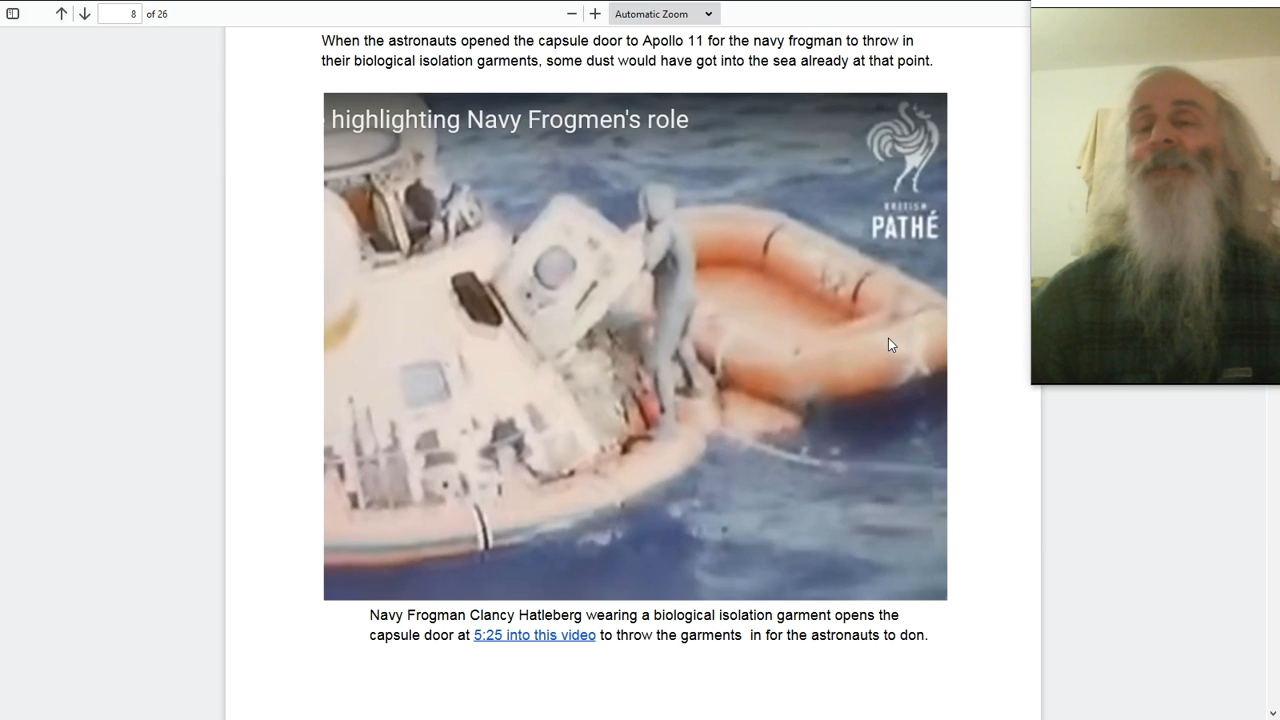 8
of 26
Automatic Zoom
When the astronauts opened the capsule door to Apollo 11 for the navy frogman to throw in
their biological isolation garments, some dust would have got into the sea already at that point.
highlighting Navy Frogmen's role
BRITISH
PATHÉ
Navy Frogman Clancy Hatleberg wearing a biological isolation garment opens the
capsule door at 5:25 into this video to throw the garments in for the astronauts to don.